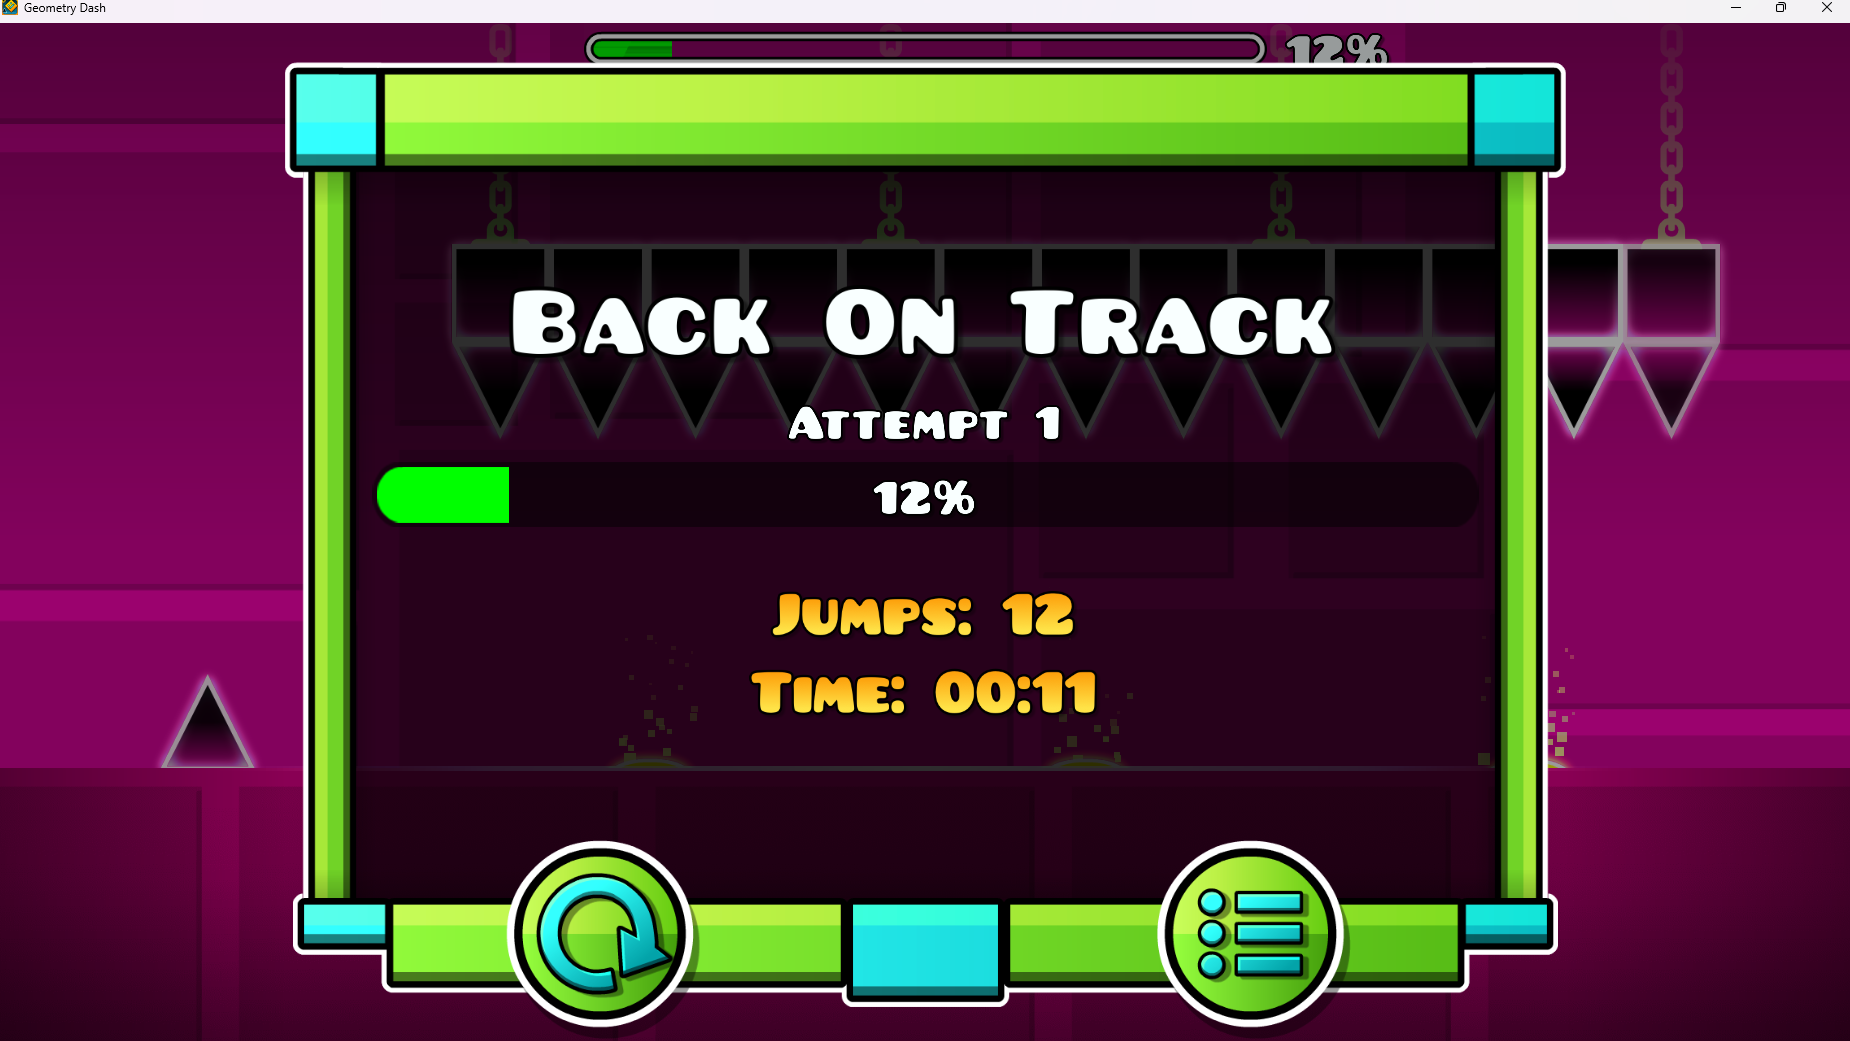 Geometry Dash
12%
Back On Track
Attempt 1
12%
Jumps: 12
Time: 00:11